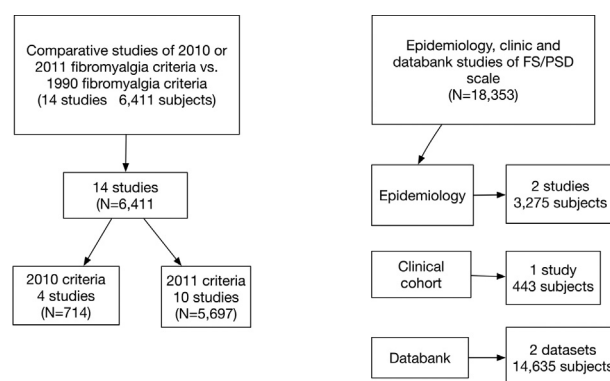 Comparative studies of 2010 or
2011 fibromyalgia criteria vs.
1990 fibromyalgia criteria
(14 studies 6,411 subjects)
14 studies
(N=6,411
2010 criteria
4 studies
(N=714)
2011 criteria
10 studies
(N=5,697)
Epidemiology, clinic and
databank studies of FS/PSD
scale
(N=18,353)
Epidemiology
2 studies
3,275 subjects
Clinical
cohort
1 study
443 subjects
Databank
2 datasets
14,635 subjects